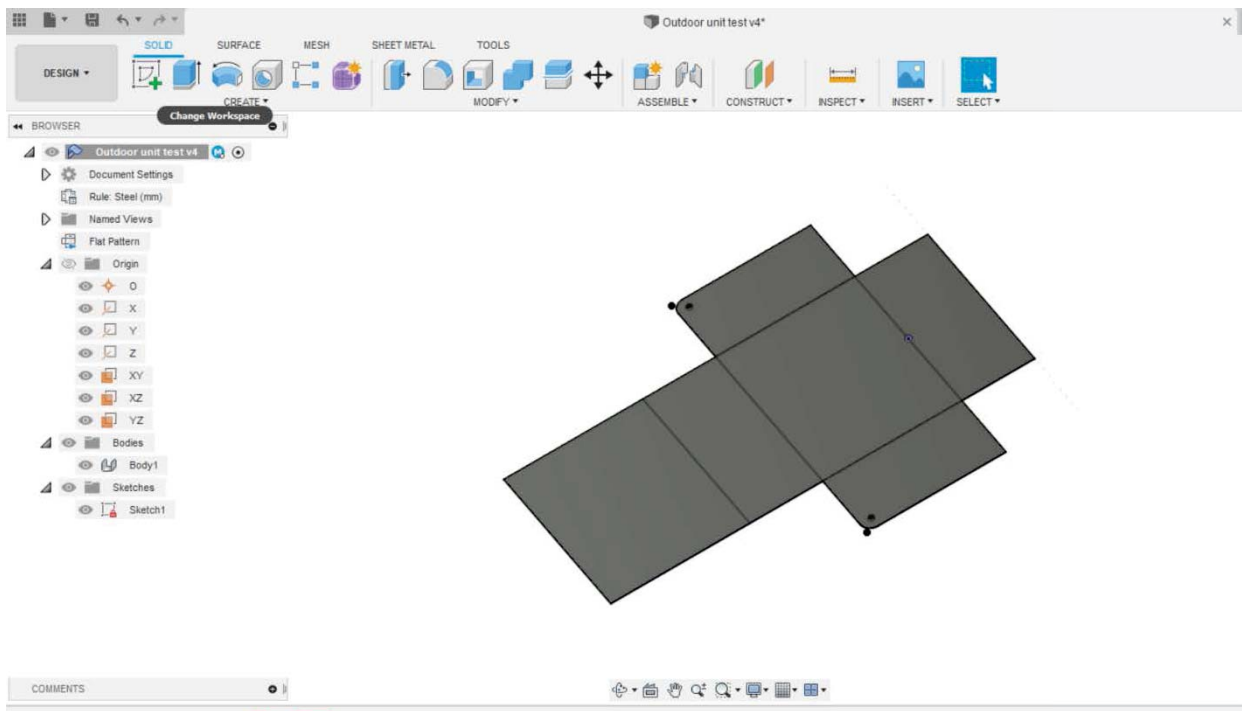 Outdoor unit test v4*
SOLID SURFACE MESH SHEET METAL TOOLS
DESIGN
CREATE MODIFY ASSEMBLE CONSTRUCT INSPECT INSERT SELECT
Change Workspace
BROWSER
Outdoor unit test v4
Document Settings
Rule: Steel (mm)
Named Views
Flat Pattern
Origin
O
X
Y
Z
XY
XZ
YZ
Bodies
Body1
Sketches
Sketch1
COMMENTS